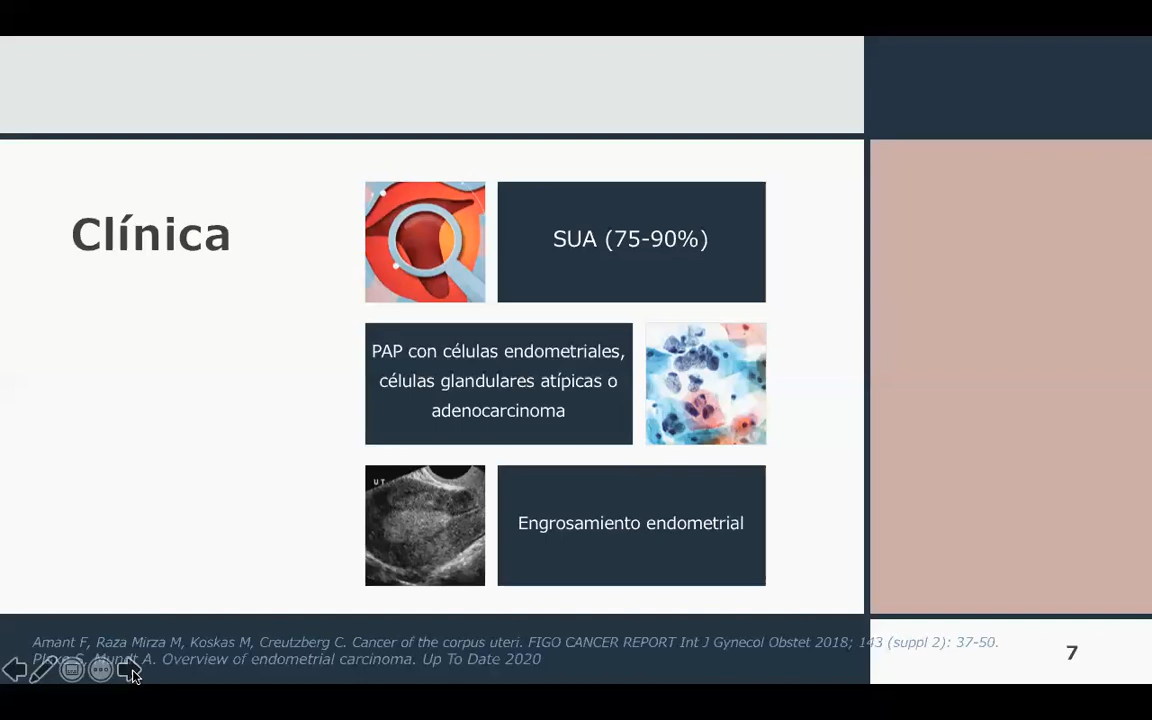 Clínica
SUA (75-90%)
PAP con células endometriales,
células glandulares atípicas o
adenocarcinoma
UT
Engrosamiento endometrial
Amant F, Raza Mirza M, Koskas M, Creutzberg C. Cancer of the corpus uteri. FIGO CANCER REPORT Int J Gynecol Obstet 2018; 143 (suppl 2): 37-50.
S, A. Overview of endometrial carcinoma. Up To Date 2020
7